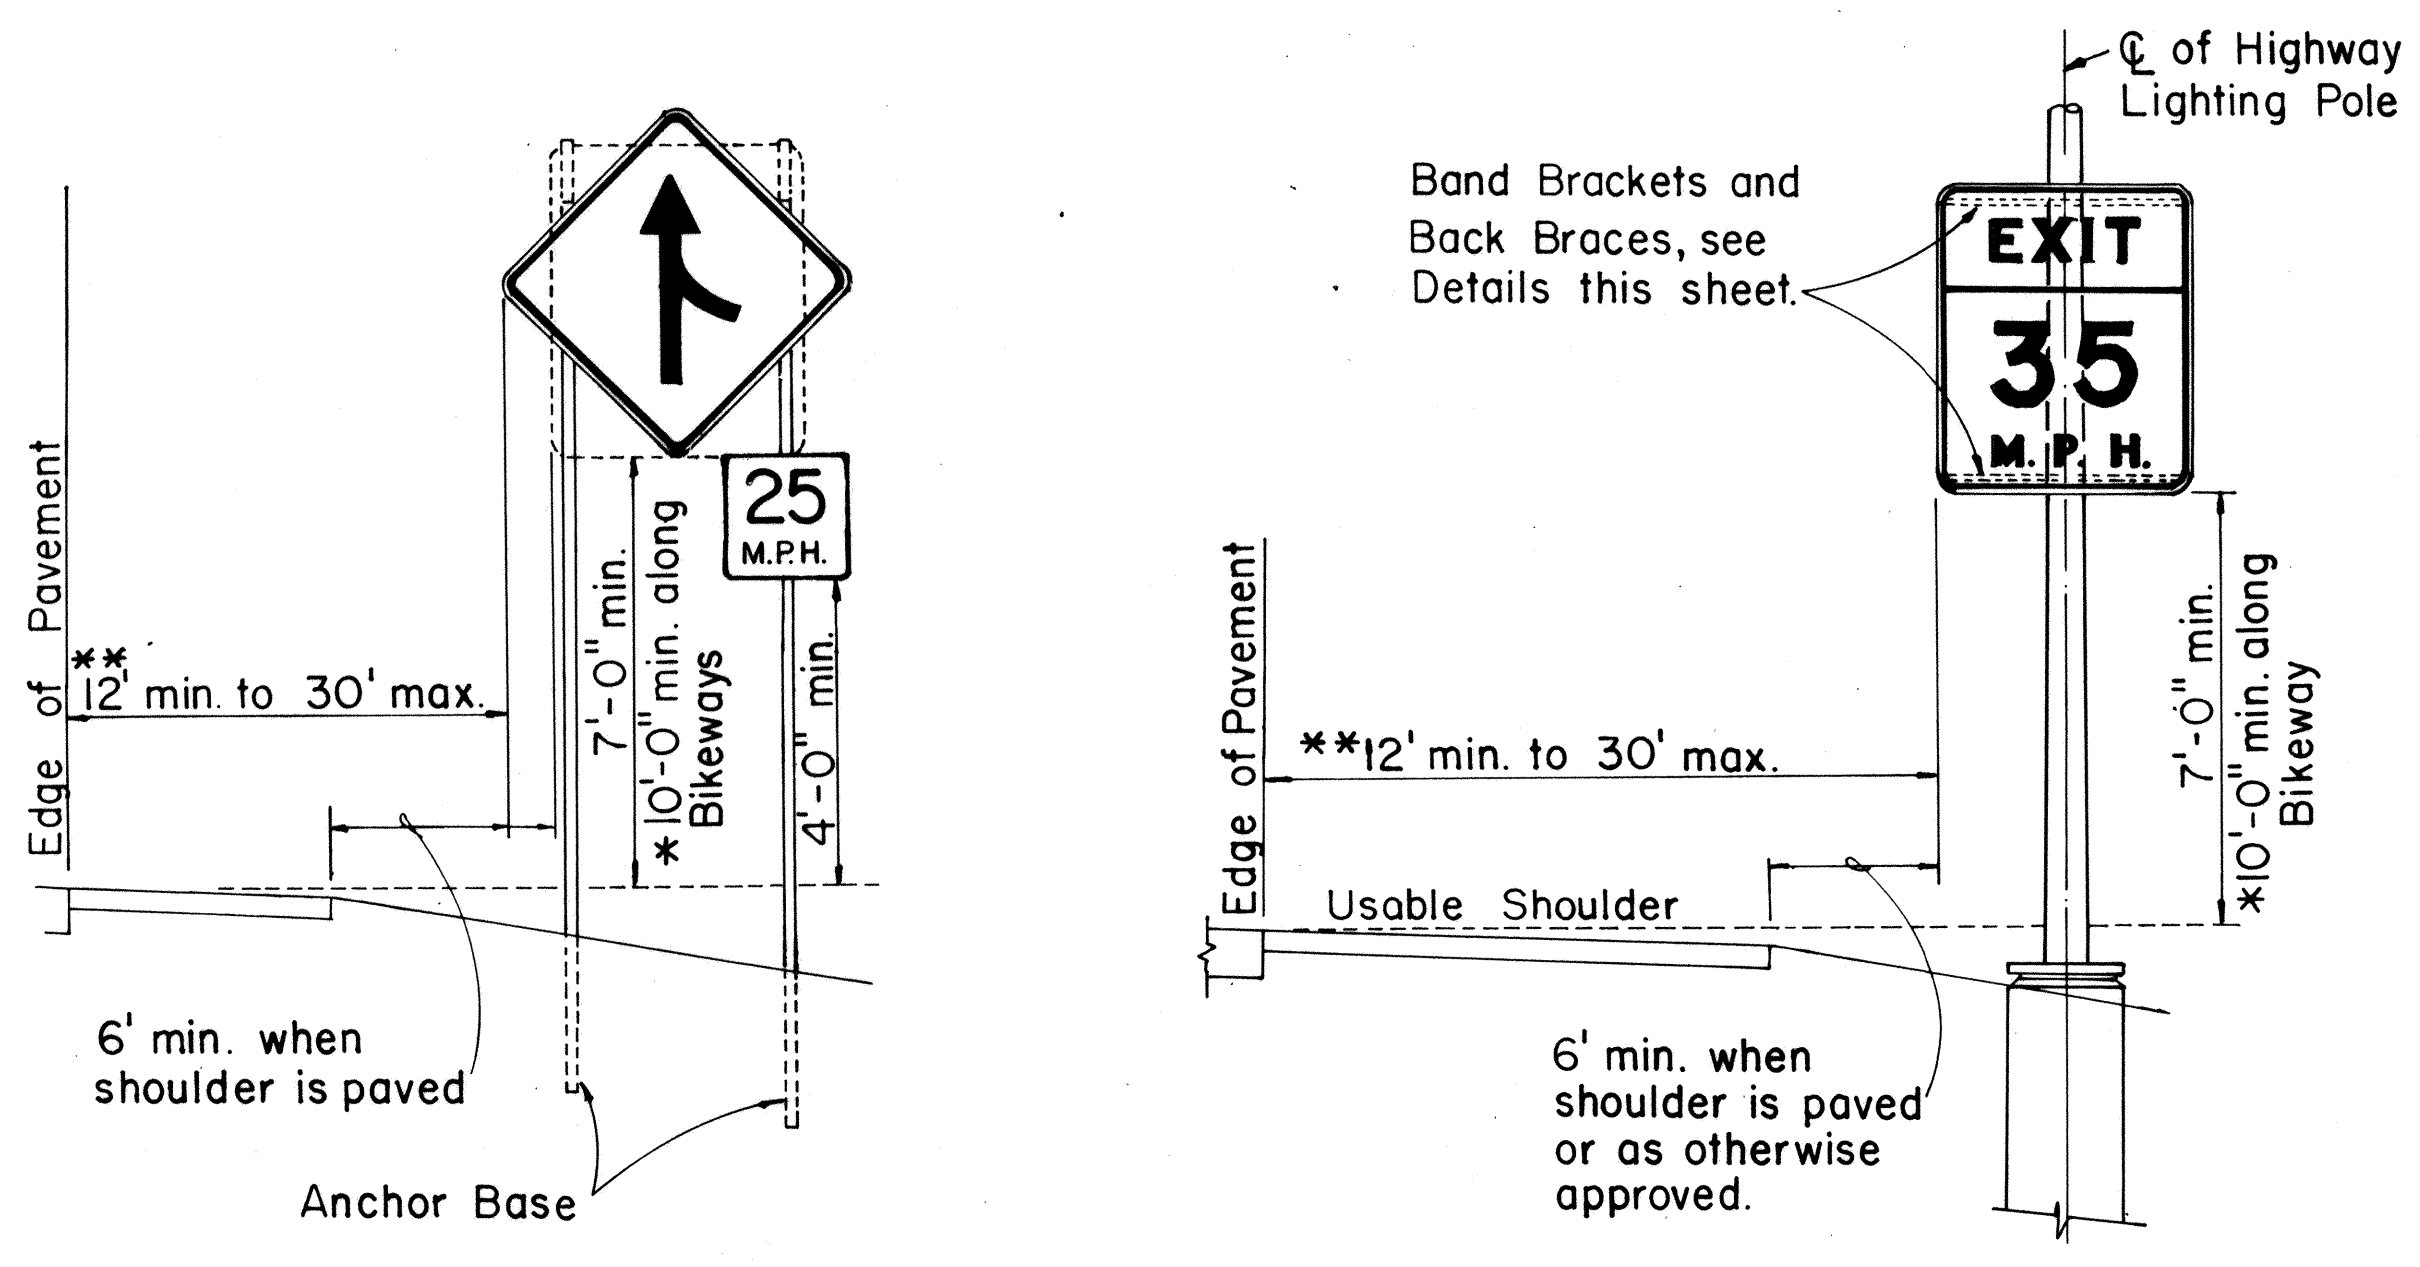 Edge of Pavement
**
12' min. to 30' max.
25
M.P.H.
7'-0" min.
*10'-0" min. along
Bikeways
4'-0" min.
6' min. when
shoulder is paved
Anchor Base
℄ of Highway
Lighting Pole
Band Brackets and
Back Braces, see
Details this sheet.
EXIT
35
M.P.H.
Edge of Pavement
**12' min. to 30' max.
7'-0" min.
*10'-0" min. along
Bikeway
Usable Shoulder
6' min. when
shoulder is paved
or as otherwise
approved.